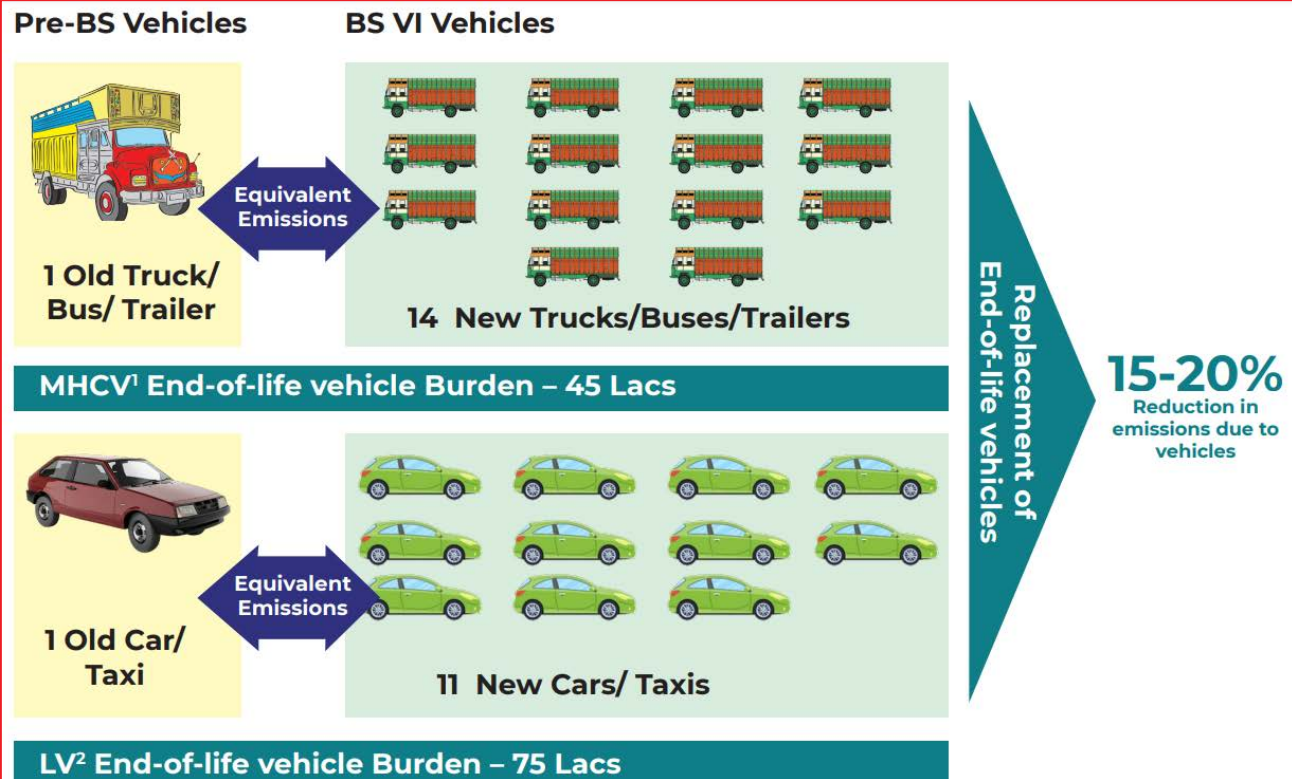 Pre-BS Vehicles
BS VI Vehicles
Equivalent
Emissions
1 Old Truck/
Bus/ Trailer
14 New Trucks/Buses/Trailers
MHCV¹ End-of-life vehicle Burden – 45 Lacs
Equivalent
Emissions
1 Old Car/
Taxi
11 New Cars/ Taxis
LV² End-of-life vehicle Burden – 75 Lacs
Replacement of
End-of-life vehicles
15-20%
Reduction in
emissions due to
vehicles